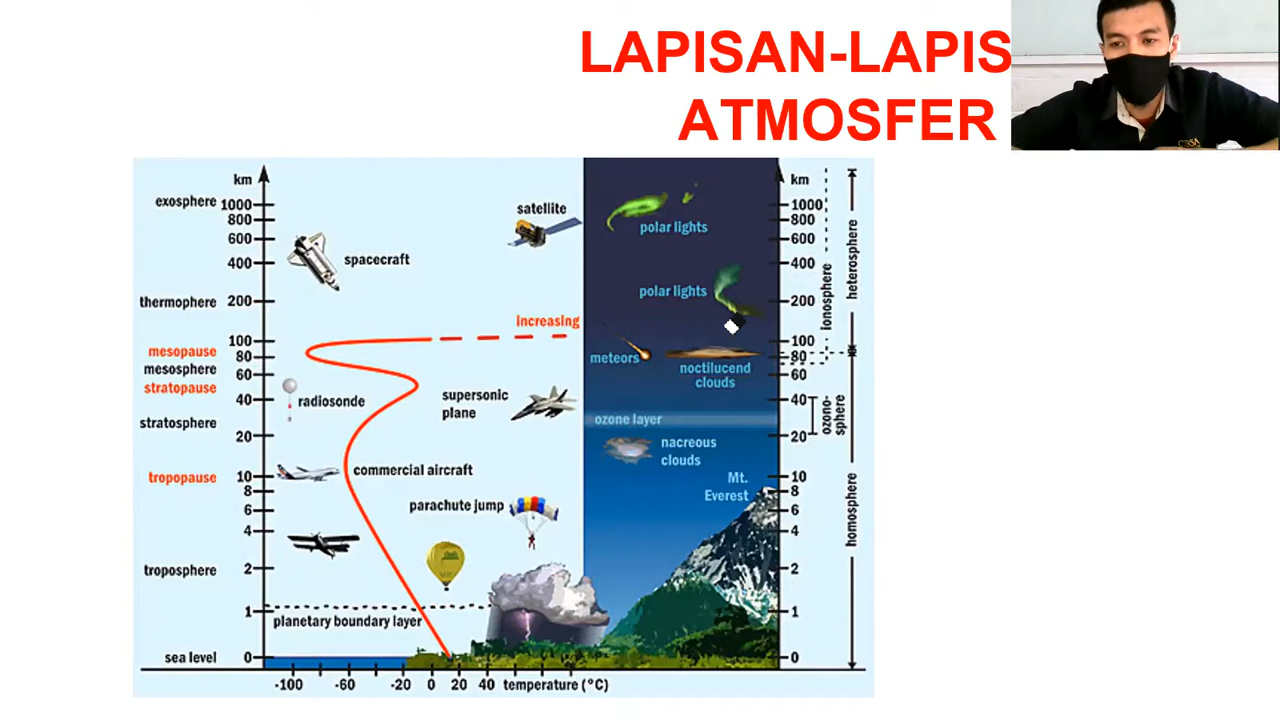 LAPISAN-LAPIS
ATMOSFER
km
km
exosphere
1000
1000
satellite
800
800
polar lights
600
600
spacecraft
400
400
heterosphere
ionosphere
thermophere
200
200
polar lights
increasing
100
100
mesopause
80
80
meteors
noctilucend
clouds
mesosphere
60
60
stratopause
radiosonde
supersonic
plane
40
40
ozono-
sphere
stratosphere
ozone layer
20
20
nacreous
clouds
tropopause
10
10
commercial aircraft
Mt.
Everest
8
8
parachute jump
6
6
homosphere
4
4
troposphere
2
2
1
1
planetary boundary layer
sea level
0
0
-100
-60
-20
0
20
40
temperature (°C)